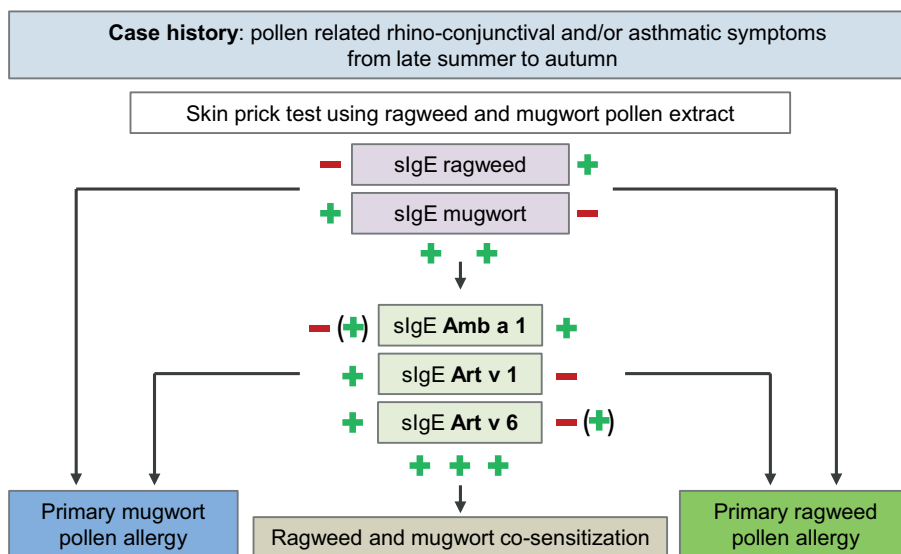 Case history: pollen related rhino-conjunctival and/or asthmatic symptoms
from late summer to autumn
Skin prick test using ragweed and mugwort pollen extract
− sIgE ragweed +
+ sIgE mugwort −
+ +
− (+) sIgE Amb a 1 +
+ sIgE Art v 1 −
+ sIgE Art v 6 − (+)
+ + +
Primary mugwort
pollen allergy
Ragweed and mugwort co-sensitization
Primary ragweed
pollen allergy